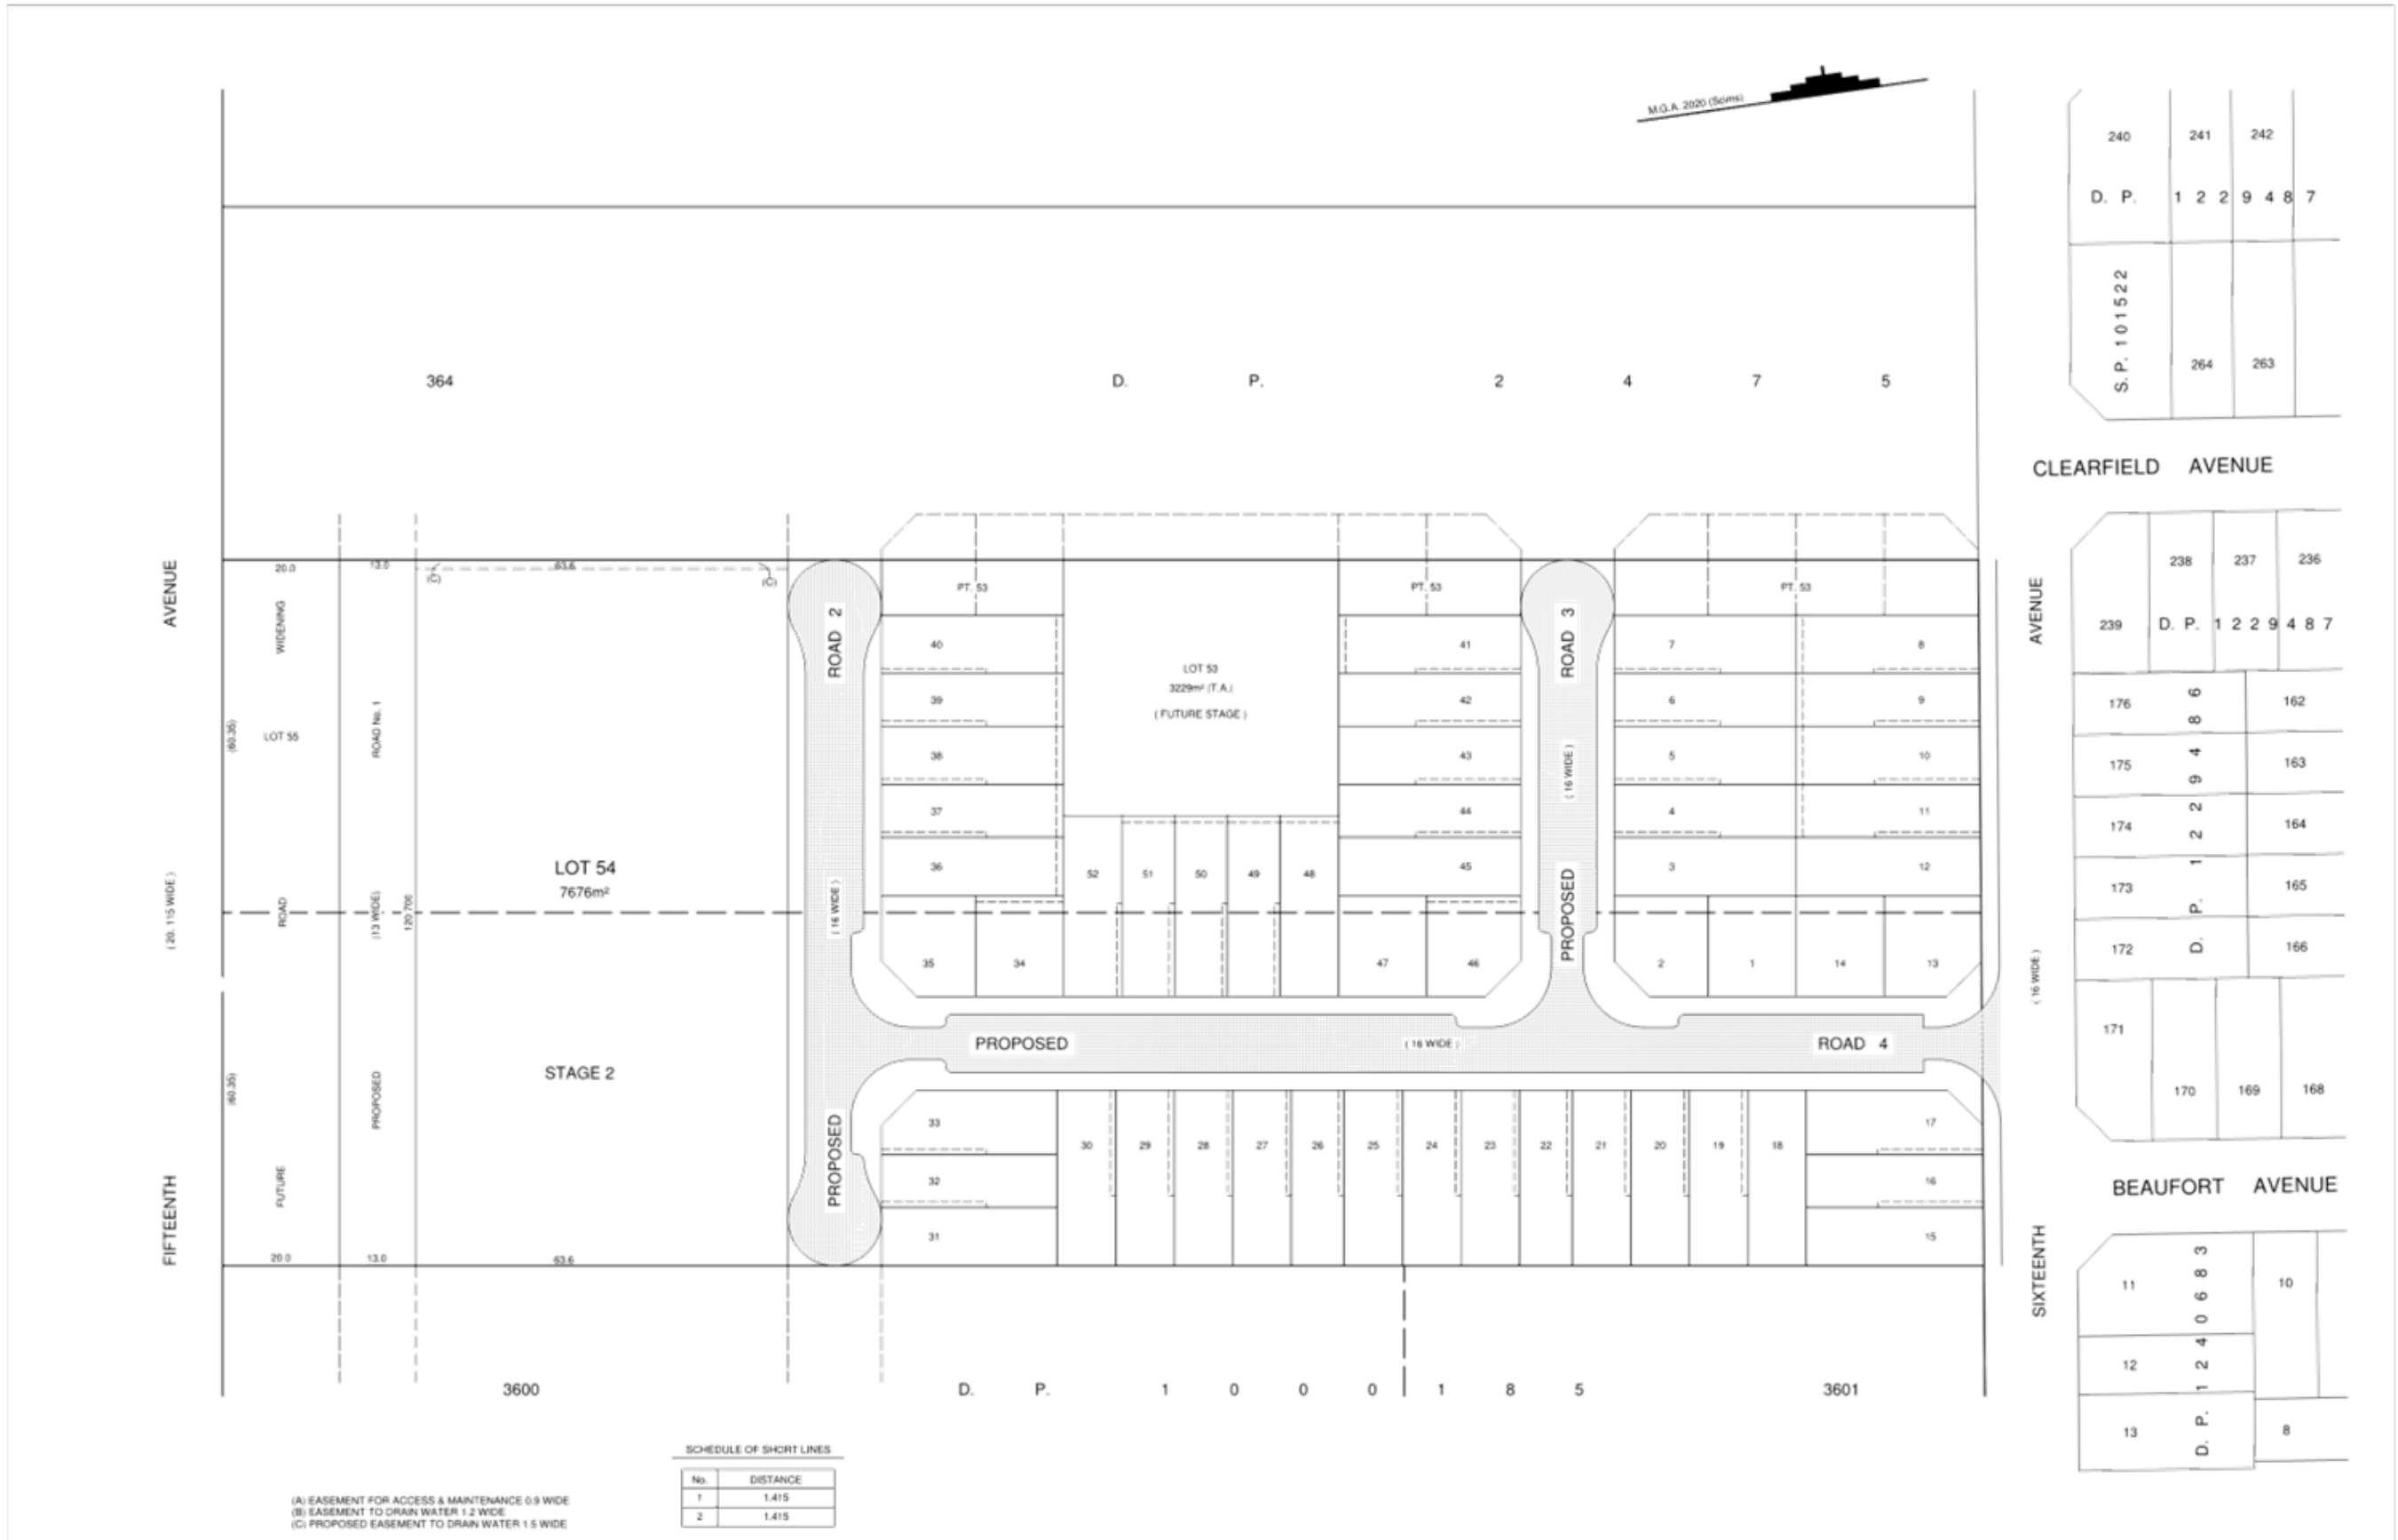 M.G.A. 2020 (Scims)
240
241
242
D. P. 1 2 2 9 4 8 7
S.P. 101522
264
263
364
D. P. 2 4 7 5
CLEARFIELD AVENUE
AVENUE
FIFTEENTH
( 20. 115 WIDE )
(60.35)
(60.35)
20.0
13.0
63.6
(C)
(C)
WIDENING
ROAD
FUTURE
LOT 55
ROAD No. 1
(13 WIDE)
PROPOSED
120.700
LOT 54
7676m²
STAGE 2
20.0
13.0
63.6
ROAD 2
( 16 WIDE )
PROPOSED
PT. 53
40
39
38
37
36
35
34
LOT 53
3229m² (T.A.)
( FUTURE STAGE )
52
51
50
49
48
PT. 53
41
42
43
44
45
47
46
ROAD 3
( 16 WIDE )
PROPOSED
PT. 53
7
8
6
9
5
10
4
11
3
12
2
1
14
13
PROPOSED
( 16 WIDE )
ROAD 4
33
32
31
30
29
28
27
26
25
24
23
22
21
20
19
18
17
16
15
AVENUE
( 16 WIDE )
SIXTEENTH
238
237
236
239
D. P. 1 2 2 9 4 8 7
176
162
175
163
174
164
173
165
172
166
D. P. 1 2 2 9 4 8 6
171
170
169
168
BEAUFORT AVENUE
11
10
12
13
8
D. P. 1 2 4 0 6 8 3
3600
D. P. 1 0 0 0 1 8 5
3601
SCHEDULE OF SHORT LINES
No. DISTANCE
1 1.415
2 1.415
(A) EASEMENT FOR ACCESS & MAINTENANCE 0.9 WIDE
(B) EASEMENT TO DRAIN WATER 1.2 WIDE
(C) PROPOSED EASEMENT TO DRAIN WATER 1.5 WIDE